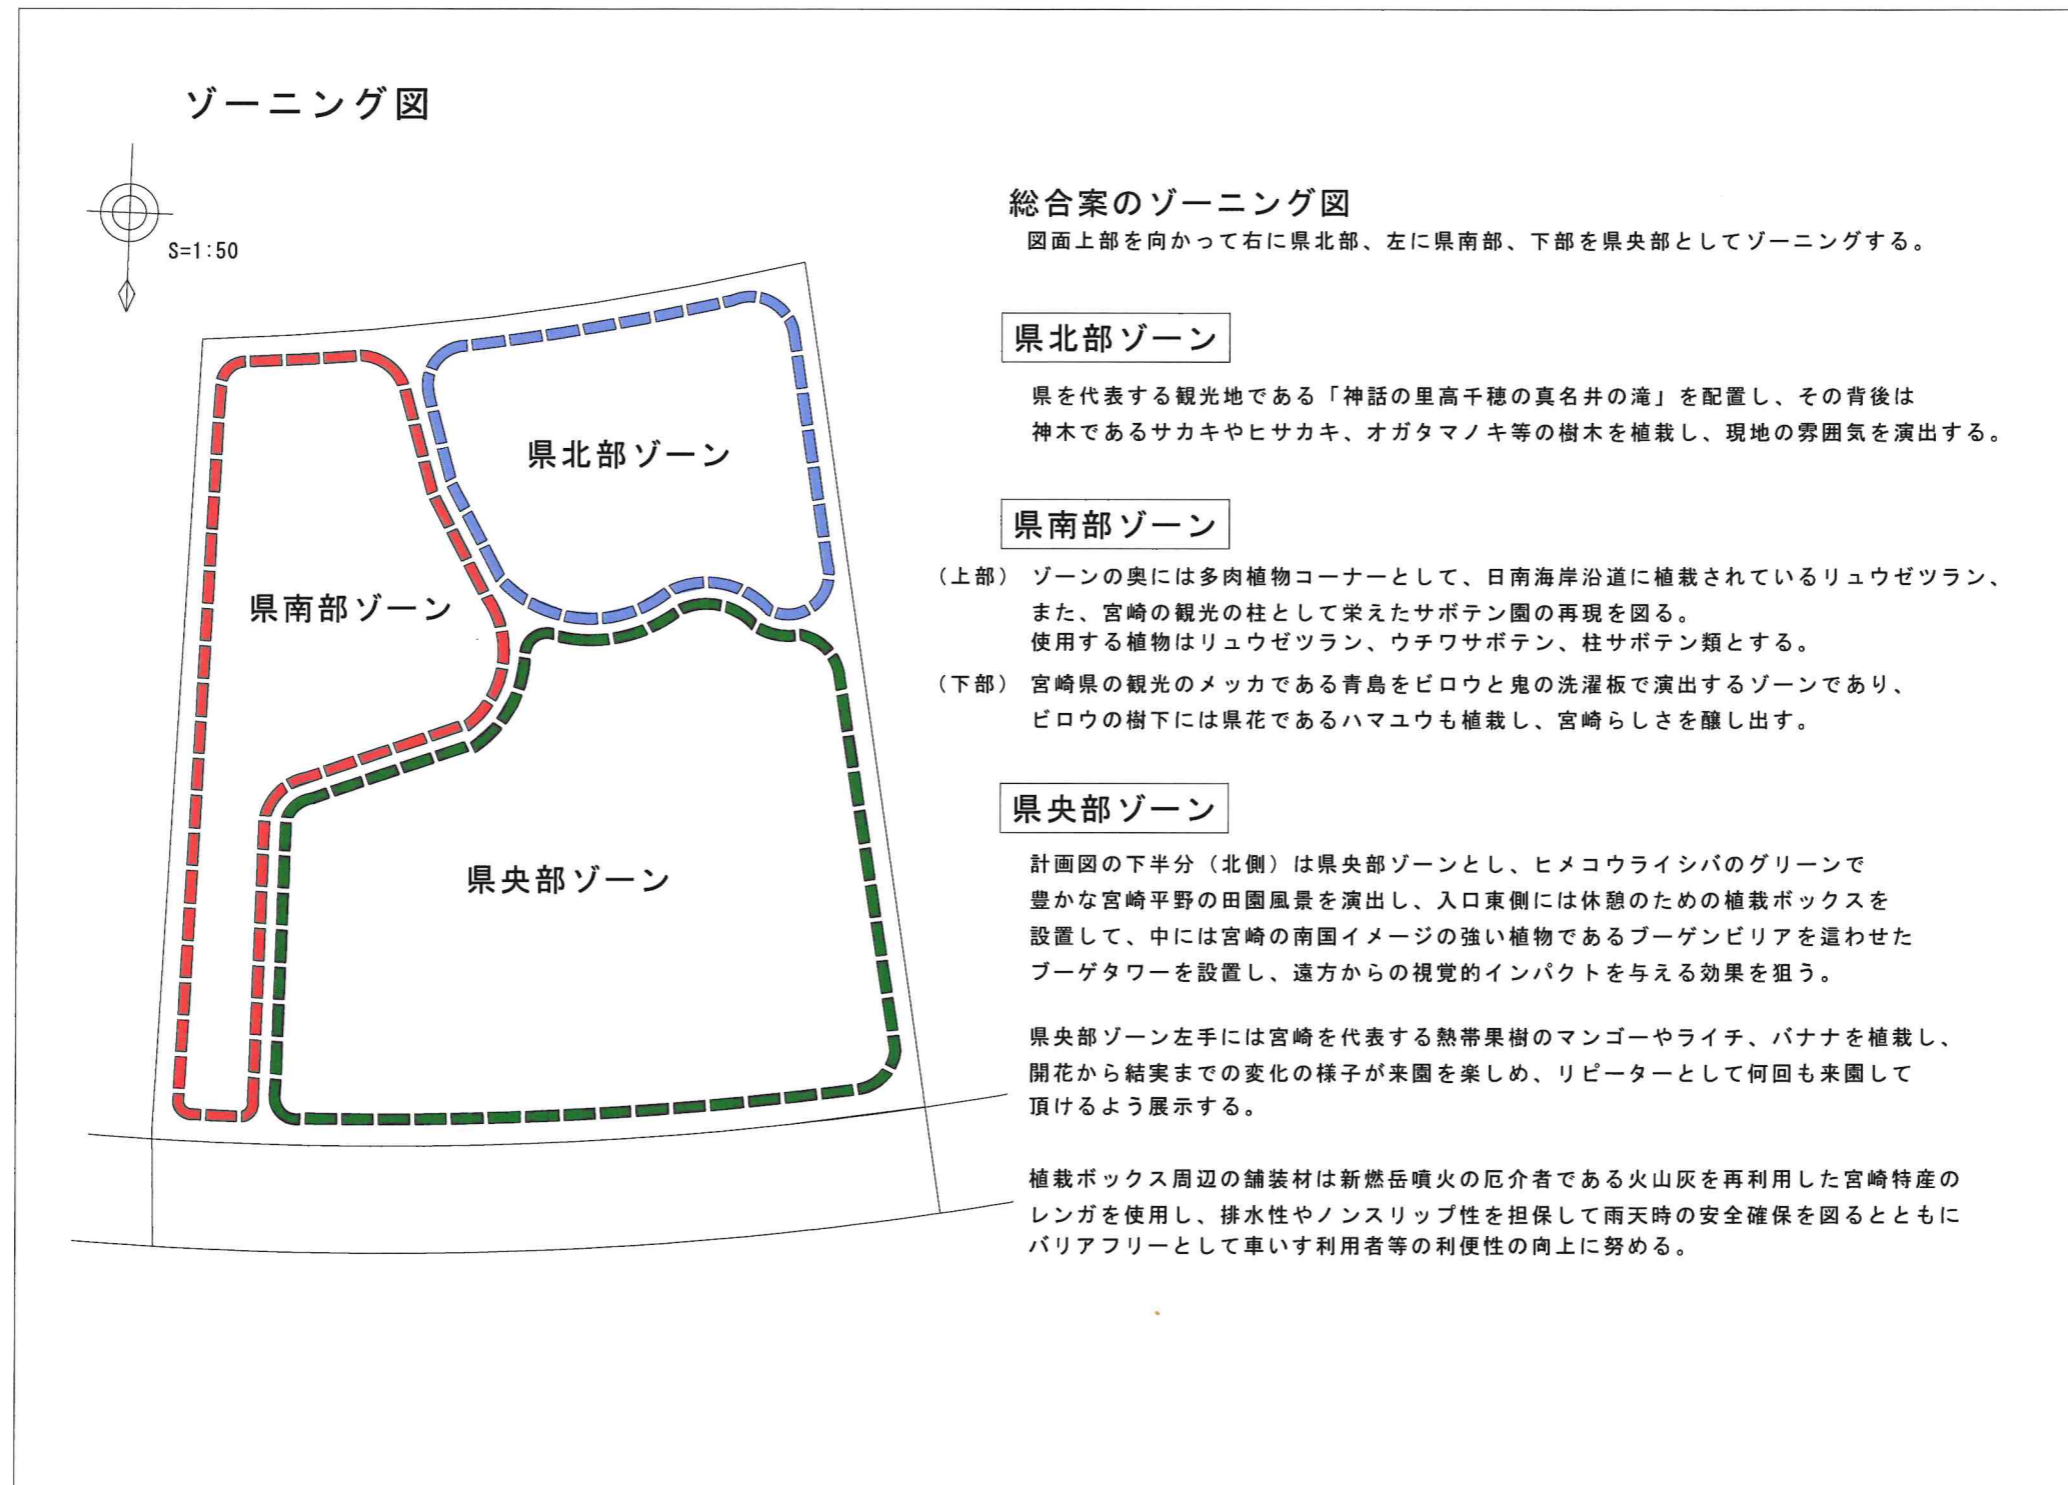 ゾーニング図
S=1:50
県北部ゾーン
県南部ゾーン
県央部ゾーン
総合案のゾーニング図
図面上部を向かって右に県北部、左に県南部、下部を県央部としてゾーニングする。
県北部ゾーン
県を代表する観光地である「神話の里高千穂の真名井の滝」を配置し、その背後は
神木であるサカキやヒサカキ、オガタマノキ等の樹木を植栽し、現地の雰囲気を演出する。
県南部ゾーン
（上部） ゾーンの奥には多肉植物コーナーとして、日南海岸沿道に植栽されているリュウゼツラン、
また、宮崎の観光の柱として栄えたサボテン園の再現を図る。
使用する植物はリュウゼツラン、ウチワサボテン、柱サボテン類とする。
（下部） 宮崎県の観光のメッカである青島をビロウと鬼の洗濯板で演出するゾーンであり、
ビロウの樹下には県花であるハマユウも植栽し、宮崎らしさを醸し出す。
県央部ゾーン
計画図の下半分（北側）は県央部ゾーンとし、ヒメコウライシバのグリーンで
豊かな宮崎平野の田園風景を演出し、入口東側には休憩のための植栽ボックスを
設置して、中には宮崎の南国イメージの強い植物であるブーゲンビリアを這わせた
ブーゲタワーを設置し、遠方からの視覚的インパクトを与える効果を狙う。
県央部ゾーン左手には宮崎を代表する熱帯果樹のマンゴーやライチ、バナナを植栽し、
開花から結実までの変化の様子が来園を楽しめ、リピーターとして何回も来園して
頂けるよう展示する。
植栽ボックス周辺の舗装材は新燃岳噴火の厄介者である火山灰を再利用した宮崎特産の
レンガを使用し、排水性やノンスリップ性を担保して雨天時の安全確保を図るとともに
バリアフリーとして車いす利用者等の利便性の向上に努める。